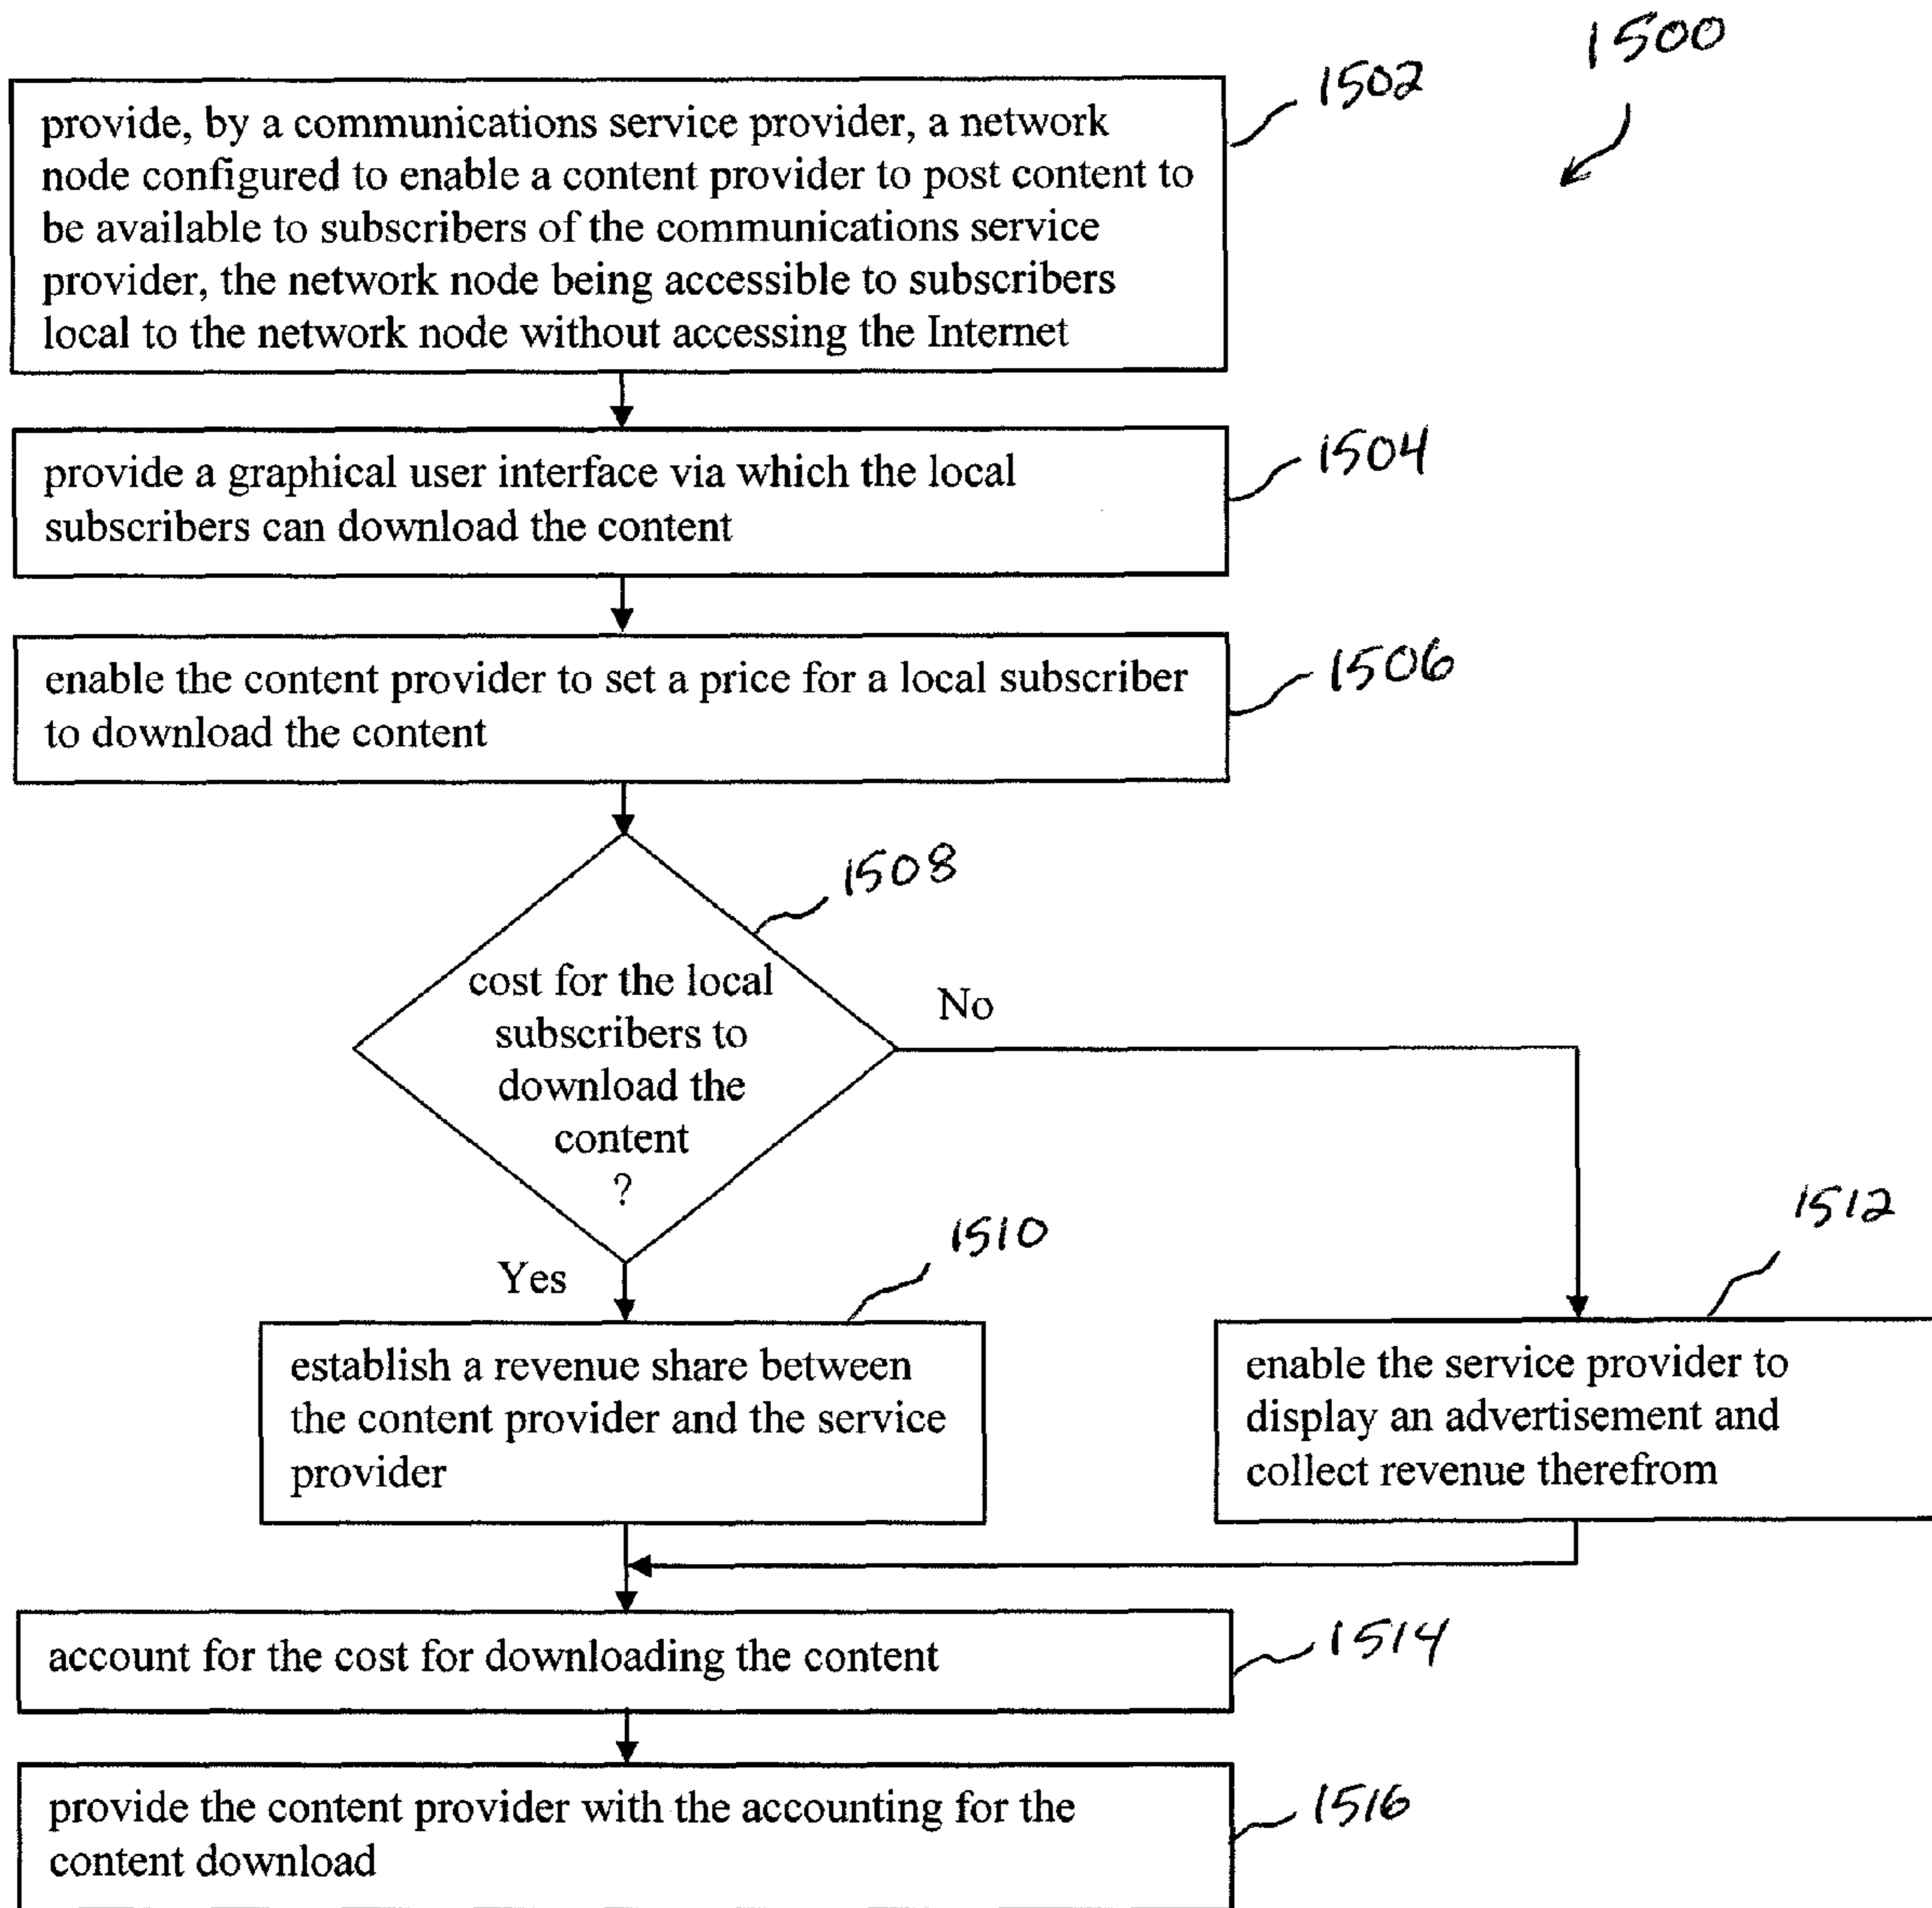 1500
provide, by a communications service provider, a network
node configured to enable a content provider to post content to
be available to subscribers of the communications service
provider, the network node being accessible to subscribers
local to the network node without accessing the Internet
1502
provide a graphical user interface via which the local
subscribers can download the content
1504
enable the content provider to set a price for a local subscriber
to download the content
1506
1508
cost for the local
subscribers to
download the
content
?
No
Yes
1510
establish a revenue share between
the content provider and the service
provider
1512
enable the service provider to
display an advertisement and
collect revenue therefrom
account for the cost for downloading the content
1514
provide the content provider with the accounting for the
content download
1516